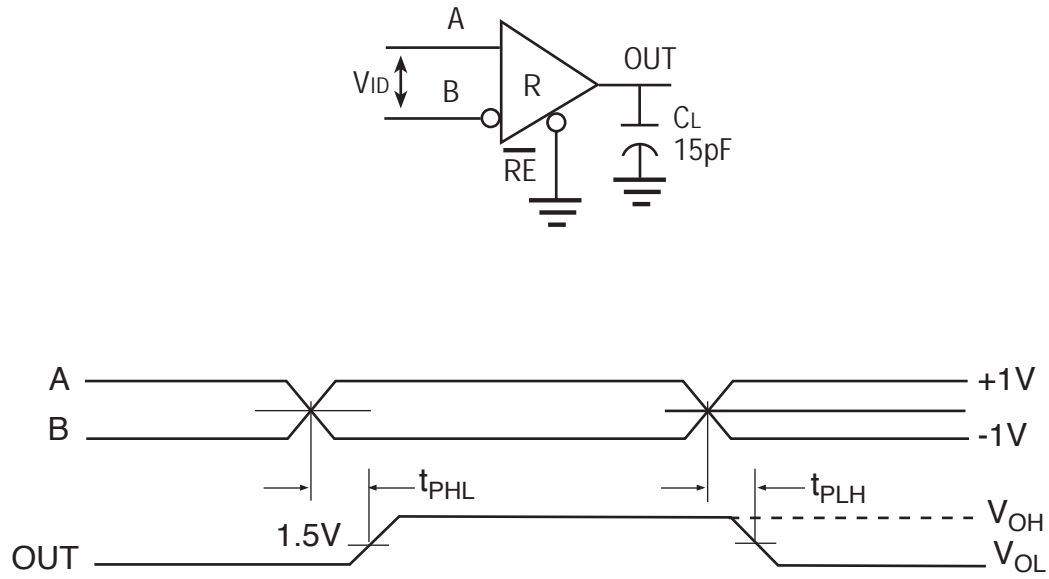 A
OUT
VID
B
R
CL
15pF
RE
A
+1V
B
-1V
tPHL
tPLH
1.5V
VOH
OUT
VOL